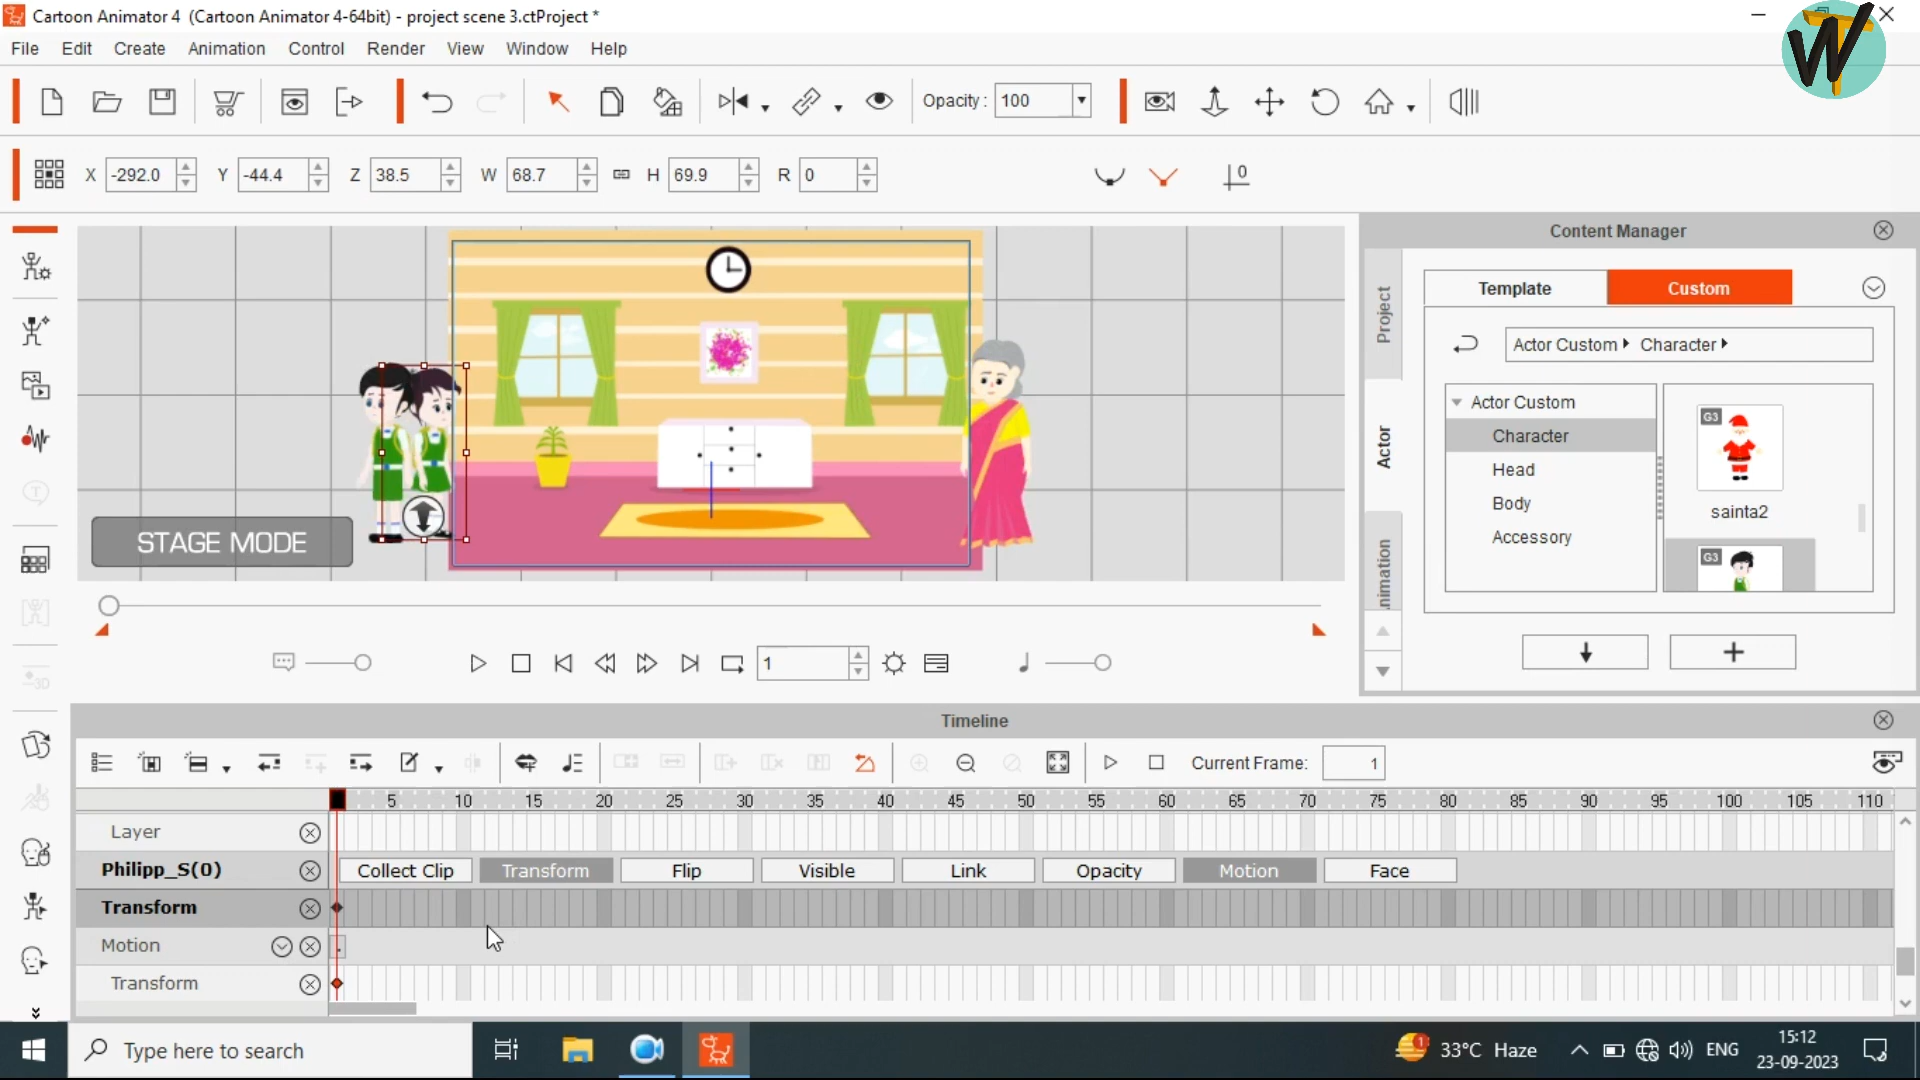 Cartoon Animator 4 (Cartoon Animator 4-64bit) - project scene 3.ctProject *
WT
File Edit Create Animation Control Render View Window Help
Opacity : 100
X -292.0 Y -44.4 Z 38.5 W 68.7 H 69.9 R 0
0
Content Manager
Template Custom
Project
Actor
nimation
Actor Custom Character
Actor Custom
Character
Head
Body
Accessory
G3
sainta2
G3
STAGE MODE
3D
1
Timeline
Current Frame: 1
5 10 15 20 25 30 35 40 45 50 55 60 65 70 75 80 85 90 95 100 105 110
Layer
Philipp_S(0) Collect Clip Transform Flip Visible Link Opacity Motion Face
Transform
Motion
Transform
Type here to search
1
33°C Haze
ENG
15:12
23-09-2023